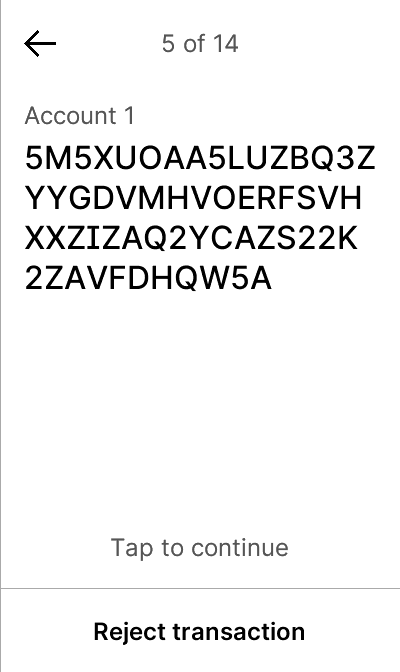 5 of 14
Account 1
5M5XUOAA5LUZBQ3Z
YYGDVMHVOERFSVH
XXZIZAQ2YCAZS22K
2ZAVFDHQW5A
Tap to continue
Reject transaction